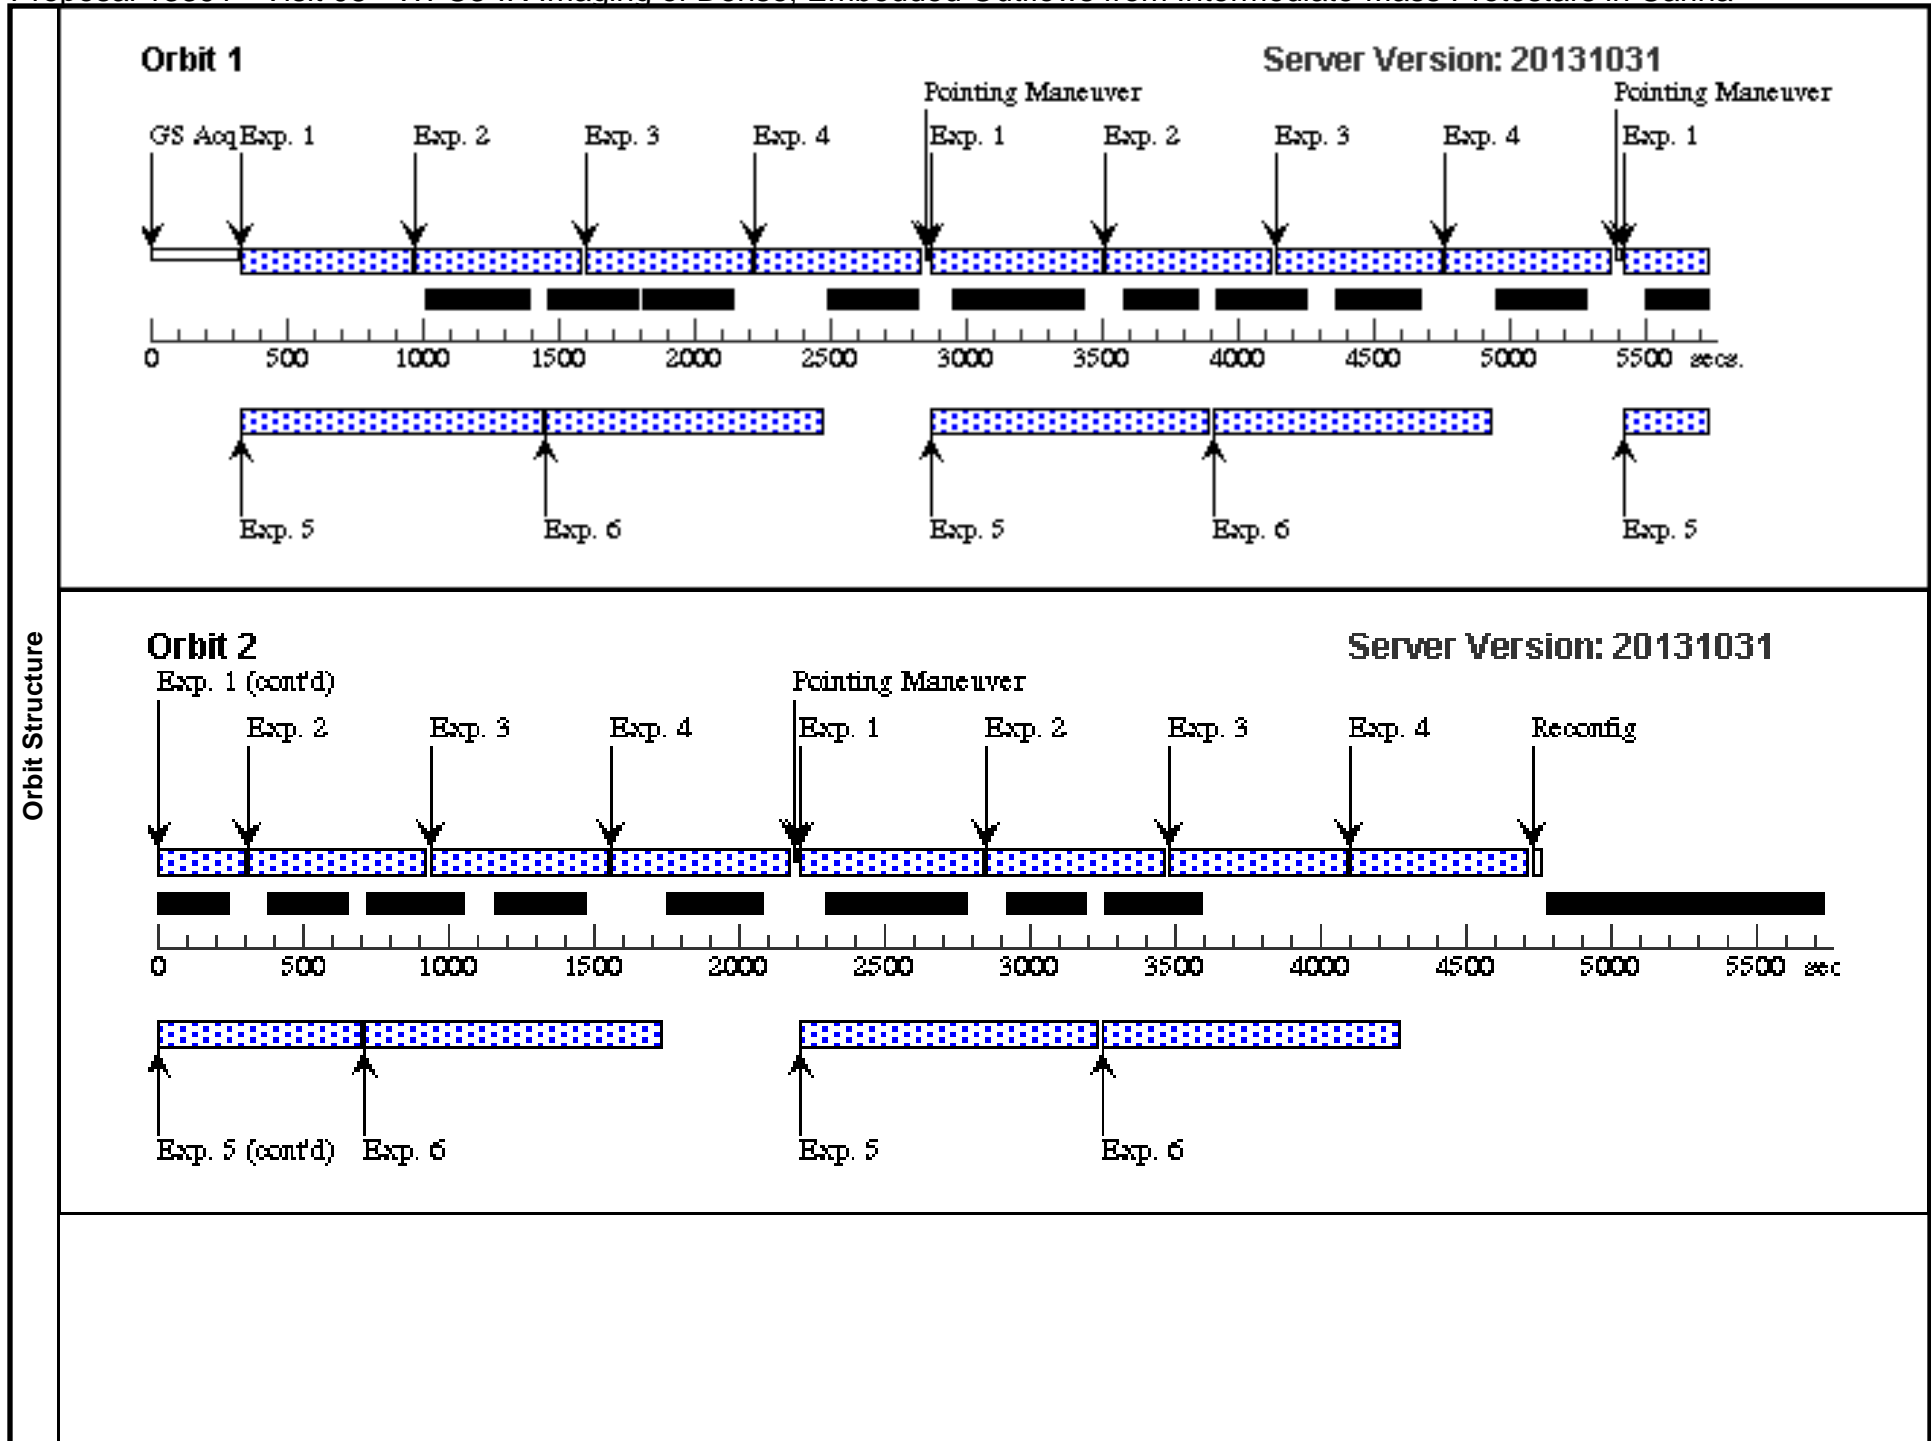 Orbit Structure
Orbit 1
Server Version: 20131031
Pointing Maneuver Pointing Maneuver
GS Acq Exp. 1 Exp. 2 Exp. 3 Exp. 4 Exp. 1 Exp. 2 Exp. 3 Exp. 4 Exp. 1
0 500 1000 1500 2000 2500 3000 3500 4000 4500 5000 5500 secs.
Exp. 5 Exp. 6 Exp. 5 Exp. 6 Exp. 5
Orbit 2
Server Version: 20131031
Exp. 1 (cont'd) Pointing Maneuver
Exp. 2 Exp. 3 Exp. 4 Exp. 1 Exp. 2 Exp. 3 Exp. 4 Reconfig
0 500 1000 1500 2000 2500 3000 3500 4000 4500 5000 5500 sec
Exp. 5 (cont'd) Exp. 6 Exp. 5 Exp. 6